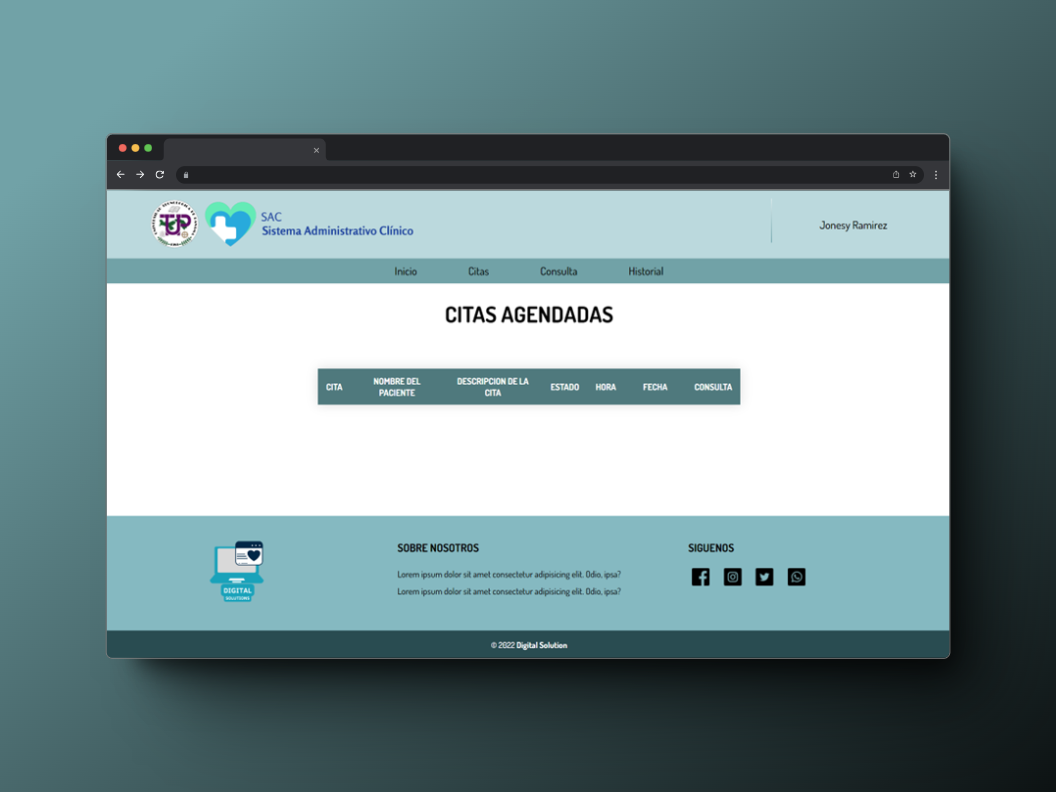 SAC
Sistema Administrativo Clínico
Jonesy Ramirez
Inicio Citas Consulta Historial
CITAS AGENDADAS
CITA NOMBRE DEL PACIENTE DESCRIPCION DE LA CITA ESTADO HORA FECHA CONSULTA
DIGITAL
SOLUTIONS
SOBRE NOSOTROS
Lorem ipsum dolor sit amet consectetur adipisicing elit. Odio, ipsa?
Lorem ipsum dolor sit amet consectetur adipisicing elit. Odio, ipsa?
SIGUENOS
© 2022 Digital Solution